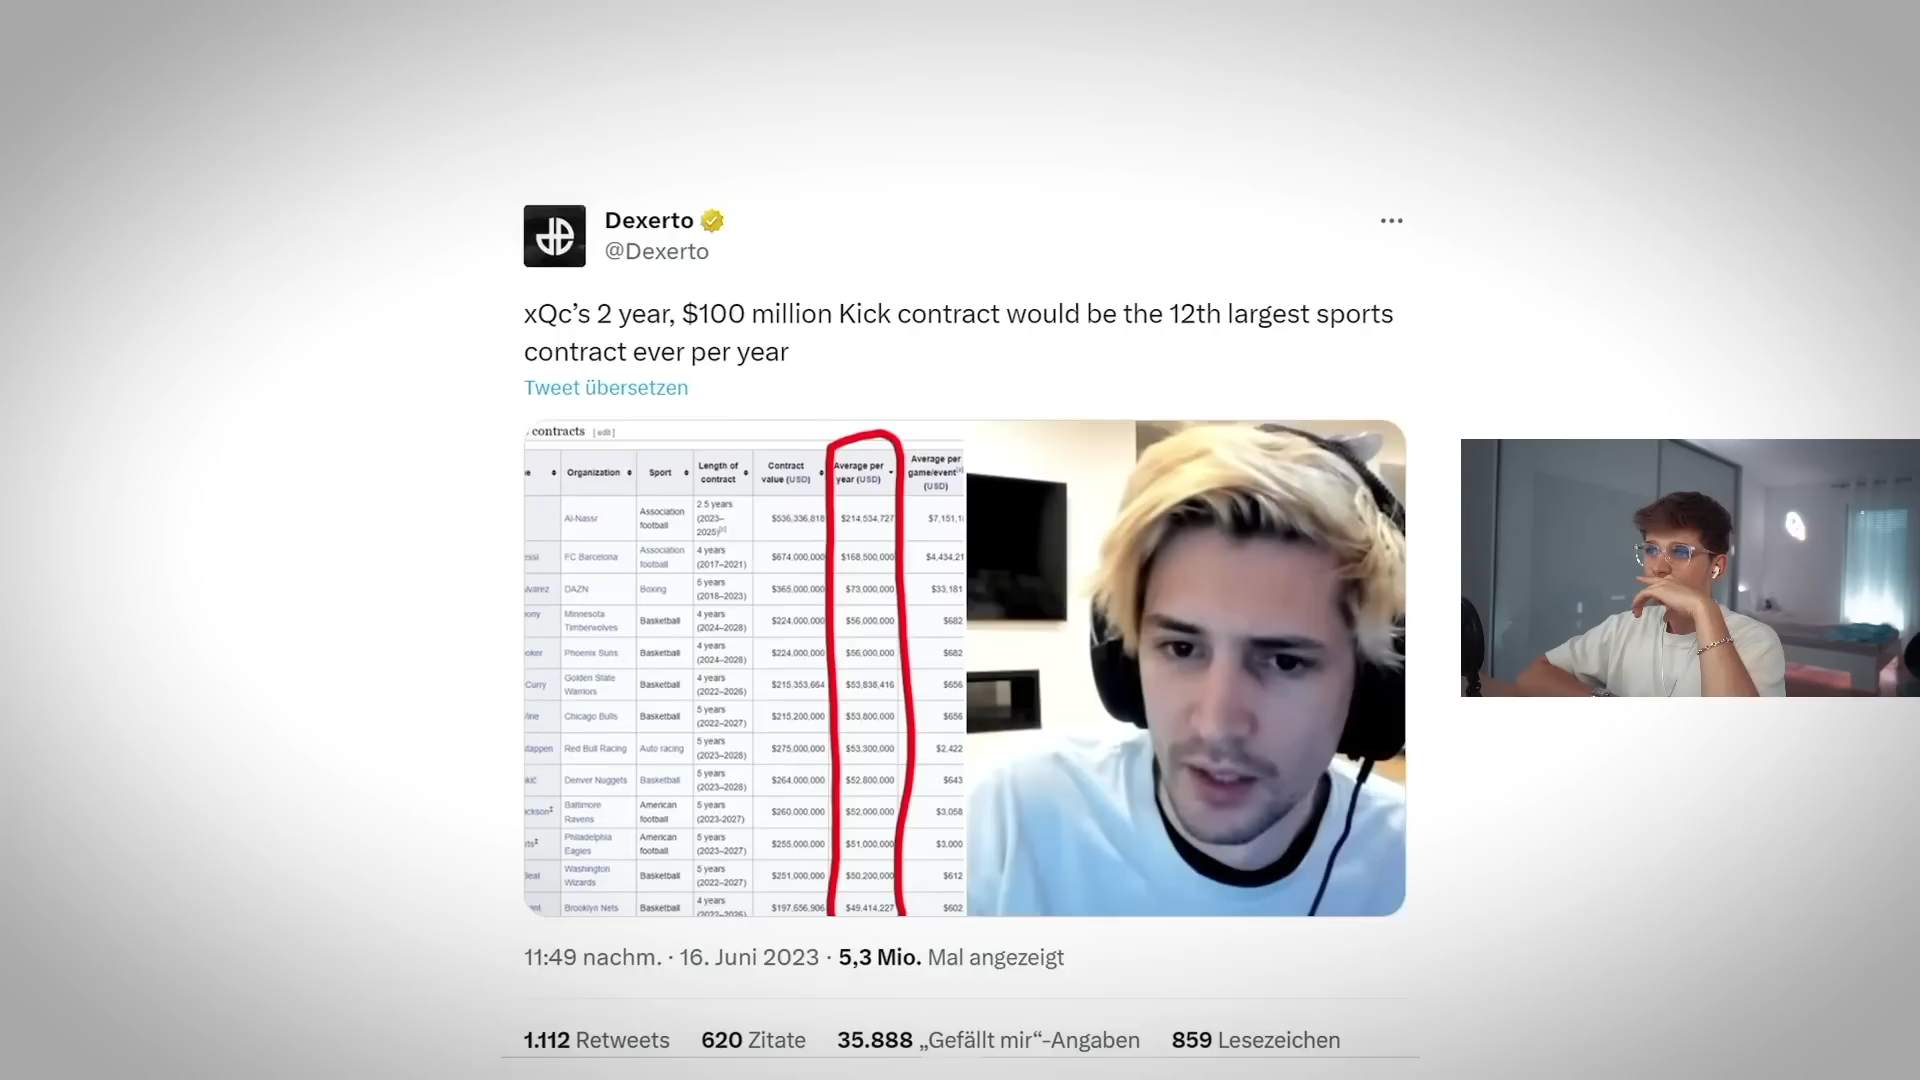 Dexerto
@Dexerto
xQc’s 2 year, $100 million Kick contract would be the 12th largest sports
contract ever per year
Tweet übersetzen
contracts [edit]
Organization Sport Length of contract Contract value (USD) Average per year (USD) Average per game/event (USD)
Al-Nassr Association football 2.5 years (2023–2025) $536,336,818 $214,534,727 $7,151,1
FC Barcelona Association football 4 years (2017–2021) $674,000,000 $168,500,000 $4,434,21
DAZN Boxing 5 years (2018–2023) $365,000,000 $73,000,000 $33,181
Minnesota Timberwolves Basketball 4 years (2024–2028) $224,000,000 $56,000,000 $682
Phoenix Suns Basketball 4 years (2024–2028) $224,000,000 $56,000,000 $682
Curry Golden State Warriors Basketball 4 years (2022–2026) $215,353,664 $53,838,416 $656
Chicago Bulls Basketball 5 years (2022–2027) $215,200,000 $53,800,000 $656
Red Bull Racing Auto racing 5 years (2023–2028) $275,000,000 $53,300,000 $2,422
Denver Nuggets Basketball 5 years (2023–2028) $264,000,000 $52,800,000 $643
Baltimore Ravens American football 5 years (2023-2027) $260,000,000 $52,000,000 $3,058
Philadelphia Eagles American football 5 years (2023–2027) $255,000,000 $51,000,000 $3,000
Washington Wizards Basketball 5 years (2022–2027) $251,000,000 $50,200,000 $612
Brooklyn Nets Basketball 4 years (2022–2026) $197,656,906 $49,414,227 $602
11:49 nachm. · 16. Juni 2023 · 5,3 Mio. Mal angezeigt
1.112 Retweets 620 Zitate 35.888 „Gefällt mir“-Angaben 859 Lesezeichen